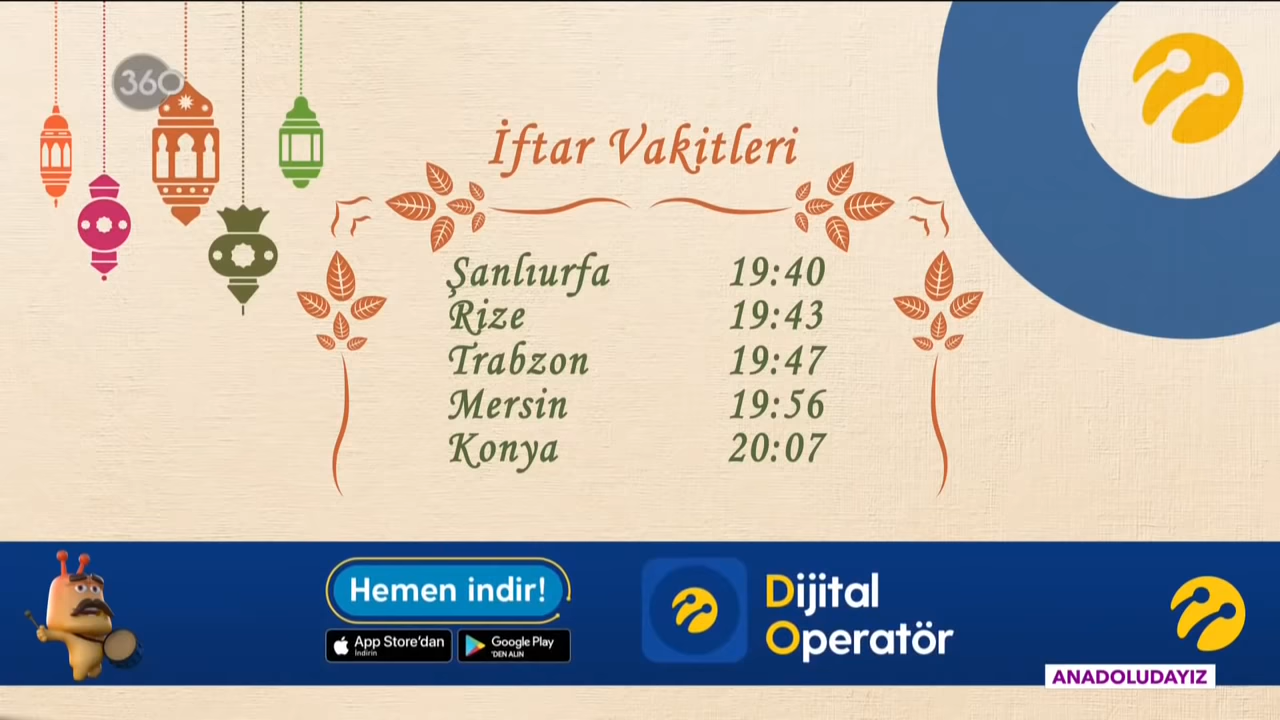 360
İftar Vakitleri
Şanlıurfa 19:40
Rize 19:43
Trabzon 19:47
Mersin 19:56
Konya 20:07
Hemen indir!
App Store'dan
İndirin
Google Play
'DEN ALIN
Dijital
Operatör
ANADOLUDAYIZ